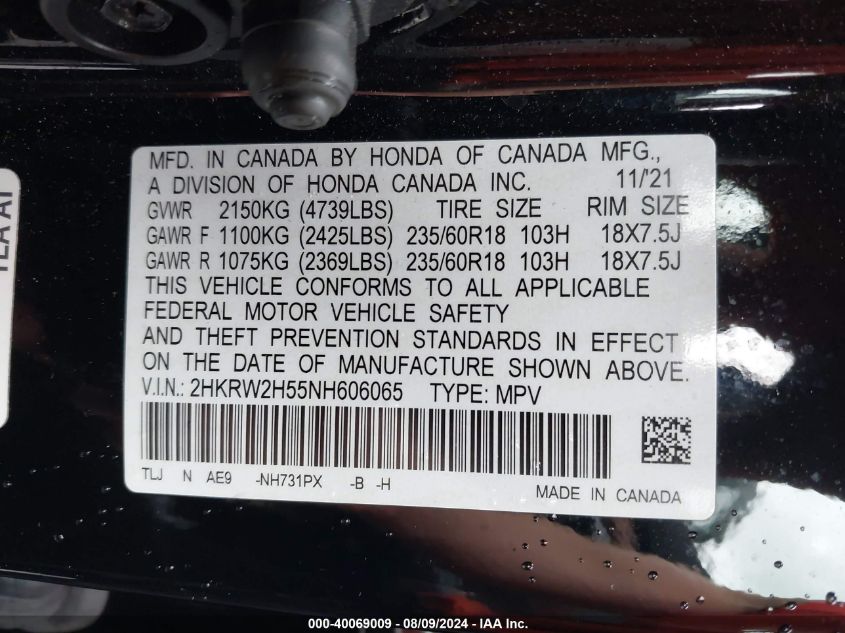 MFD. IN CANADA BY HONDA OF CANADA MFG.,
A DIVISION OF HONDA CANADA INC. 11/'21
GVWR 2150KG (4739LBS) TIRE SIZE RIM SIZE
GAWR F 1100KG (2425LBS) 235/60R18 103H 18X7.5J
GAWR R 1075KG (2369LBS) 235/60R18 103H 18X7.5J
THIS VEHICLE CONFORMS TO ALL APPLICABLE
FEDERAL MOTOR VEHICLE SAFETY
AND THEFT PREVENTION STANDARDS IN EFFECT
ON THE DATE OF MANUFACTURE SHOWN ABOVE.
V.I.N.: 2HKRW2H55NH606065 TYPE: MPV
TLJ N AE9 -NH731PX -B -H
MADE IN CANADA
000-40069009 - 08/09/2024 - IAA Inc.